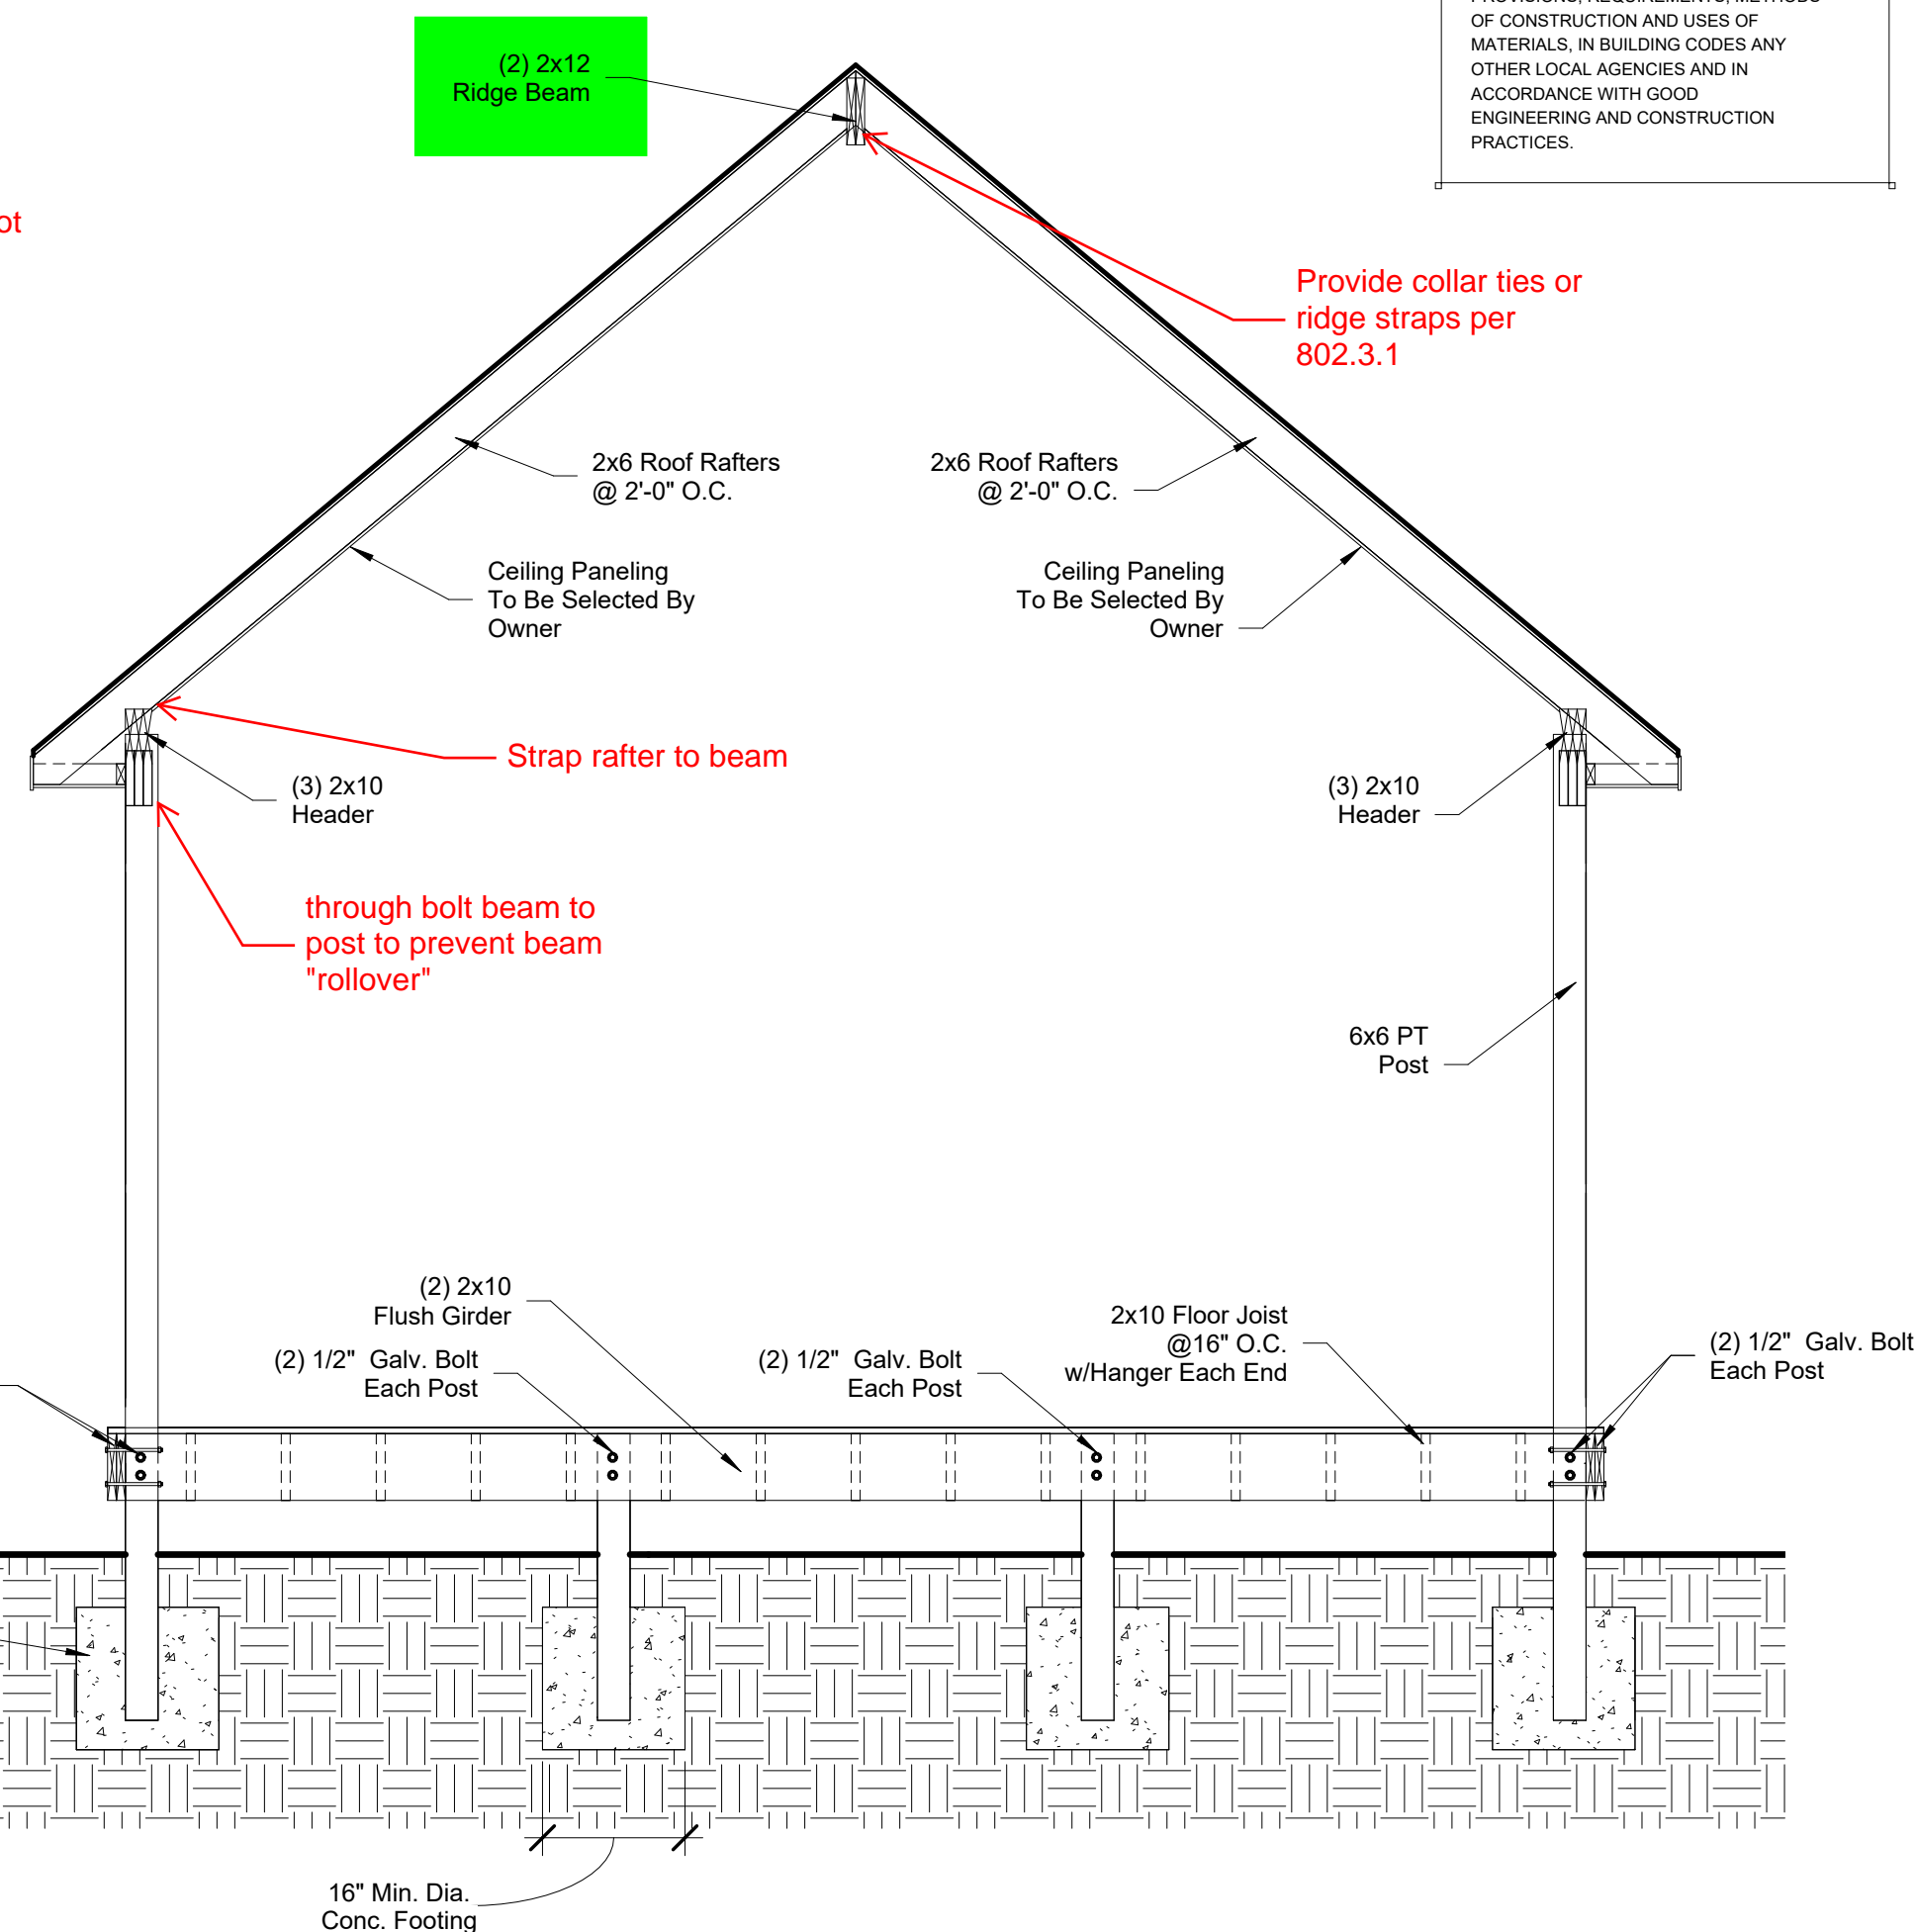 PROVISIONS, REQUIREMENTS, METHODS
OF CONSTRUCTION AND USES OF
MATERIALS, IN BUILDING CODES ANY
OTHER LOCAL AGENCIES AND IN
ACCORDANCE WITH GOOD
ENGINEERING AND CONSTRUCTION
PRACTICES.
(2) 2x12
Ridge Beam
ot
Provide collar ties or
ridge straps per
802.3.1
2x6 Roof Rafters
@ 2'-0" O.C.
2x6 Roof Rafters
@ 2'-0" O.C.
Ceiling Paneling
To Be Selected By
Owner
Ceiling Paneling
To Be Selected By
Owner
Strap rafter to beam
(3) 2x10
Header
(3) 2x10
Header
through bolt beam to
post to prevent beam
"rollover"
6x6 PT
Post
(2) 2x10
Flush Girder
(2) 1/2" Galv. Bolt
Each Post
(2) 1/2" Galv. Bolt
Each Post
2x10 Floor Joist
@16" O.C.
w/Hanger Each End
(2) 1/2" Galv. Bolt
Each Post
16" Min. Dia.
Conc. Footing